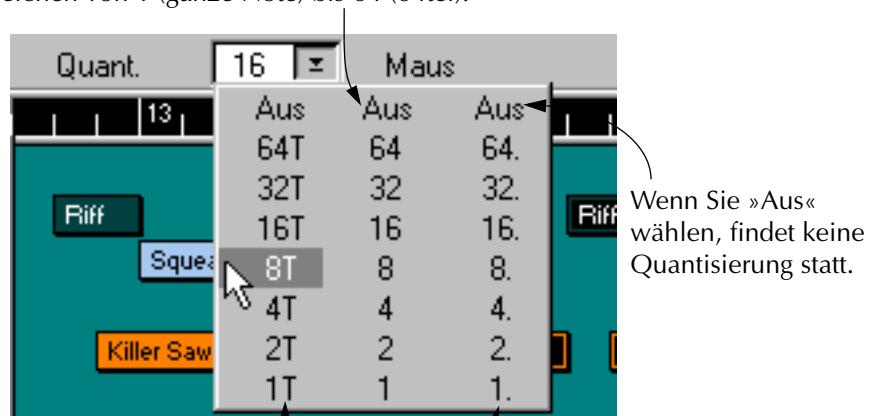 Quant. 16 Maus
13
Aus Aus Aus
64T 64 64.
32T 32 32.
16T 16 16.
8T 8 8.
4T 4 4.
2T 2 2.
1T 1 1.
Riff
Killer Saw
Wenn Sie »Aus«
wählen, findet keine
Quantisierung statt.